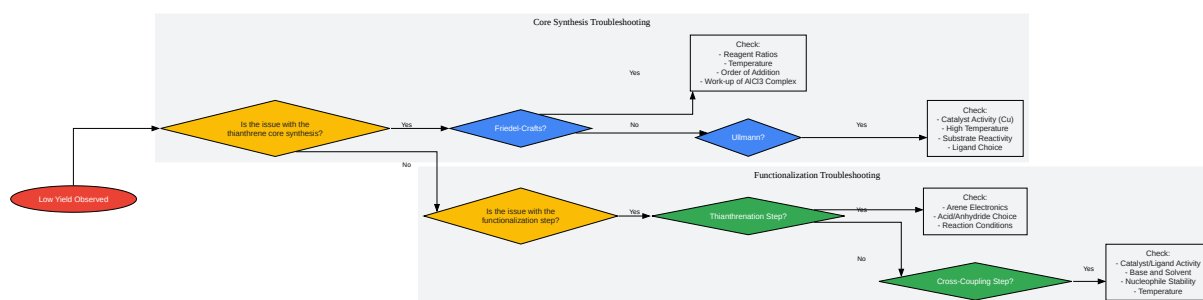 Core Synthesis Troubleshooting
Check:
- Reagent Ratios
- Temperature
- Order of Addition
- Work-up of AlCl3 Complex
Yes
Is the issue with the
thianthrene core synthesis?
Yes
Friedel-Crafts?
No
Ullmann?
Yes
Check:
- Catalyst Activity (Cu)
- High Temperature
- Substrate Reactivity
- Ligand Choice
No
Low Yield Observed
Functionalization Troubleshooting
Is the issue with the
functionalization step?
Yes
Thianthrenation Step?
Yes
Check:
- Arene Electronics
- Acid/Anhydride Choice
- Reaction Conditions
No
Cross-Coupling Step?
Yes
Check:
- Catalyst/Ligand Activity
- Base and Solvent
- Nucleophile Stability
- Temperature